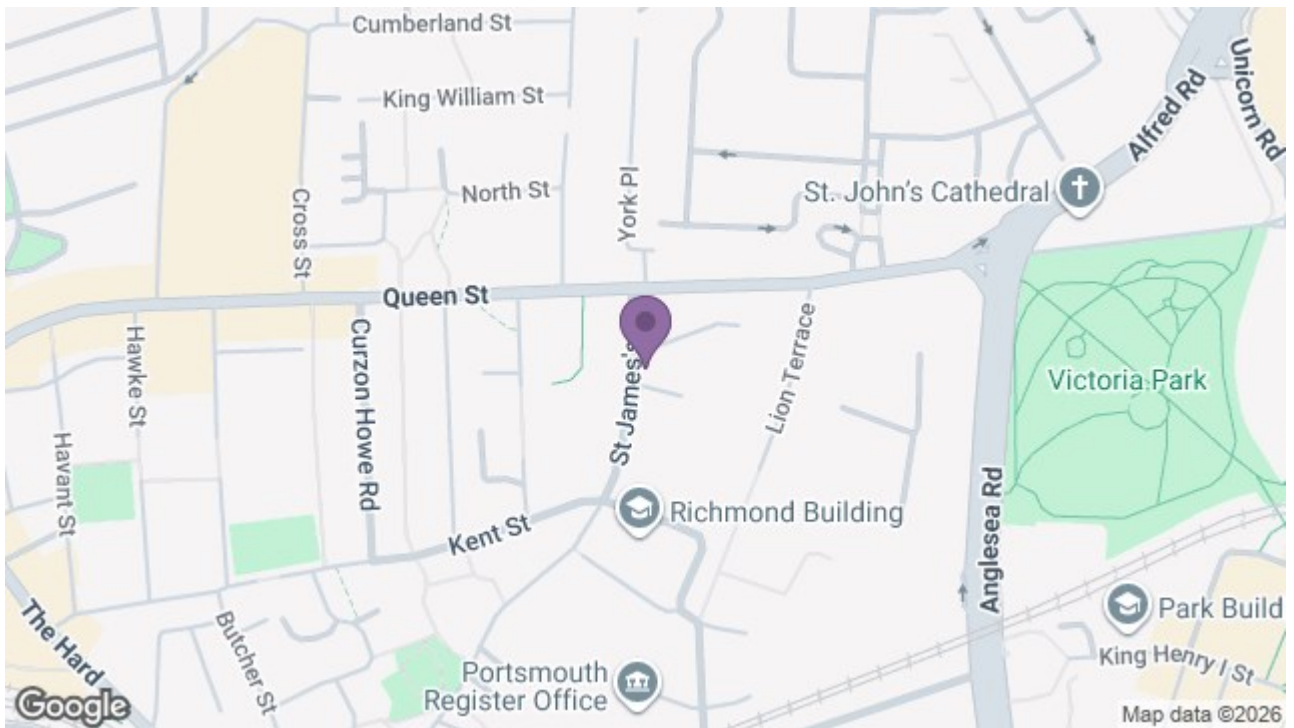 Cumberland St
King William St
North St
York Pl
Cross St
Queen St
Unicorn Rd
Alfred Rd
St. John's Cathedral
Curzon Howe Rd
Hawke St
Havant St
St James's
Lion Terrace
Victoria Park
Kent St
Richmond Building
Anglesea Rd
The Hard
Butcher St
Portsmouth
Register Office
Park Build
King Henry I St
Google
Map data ©2026